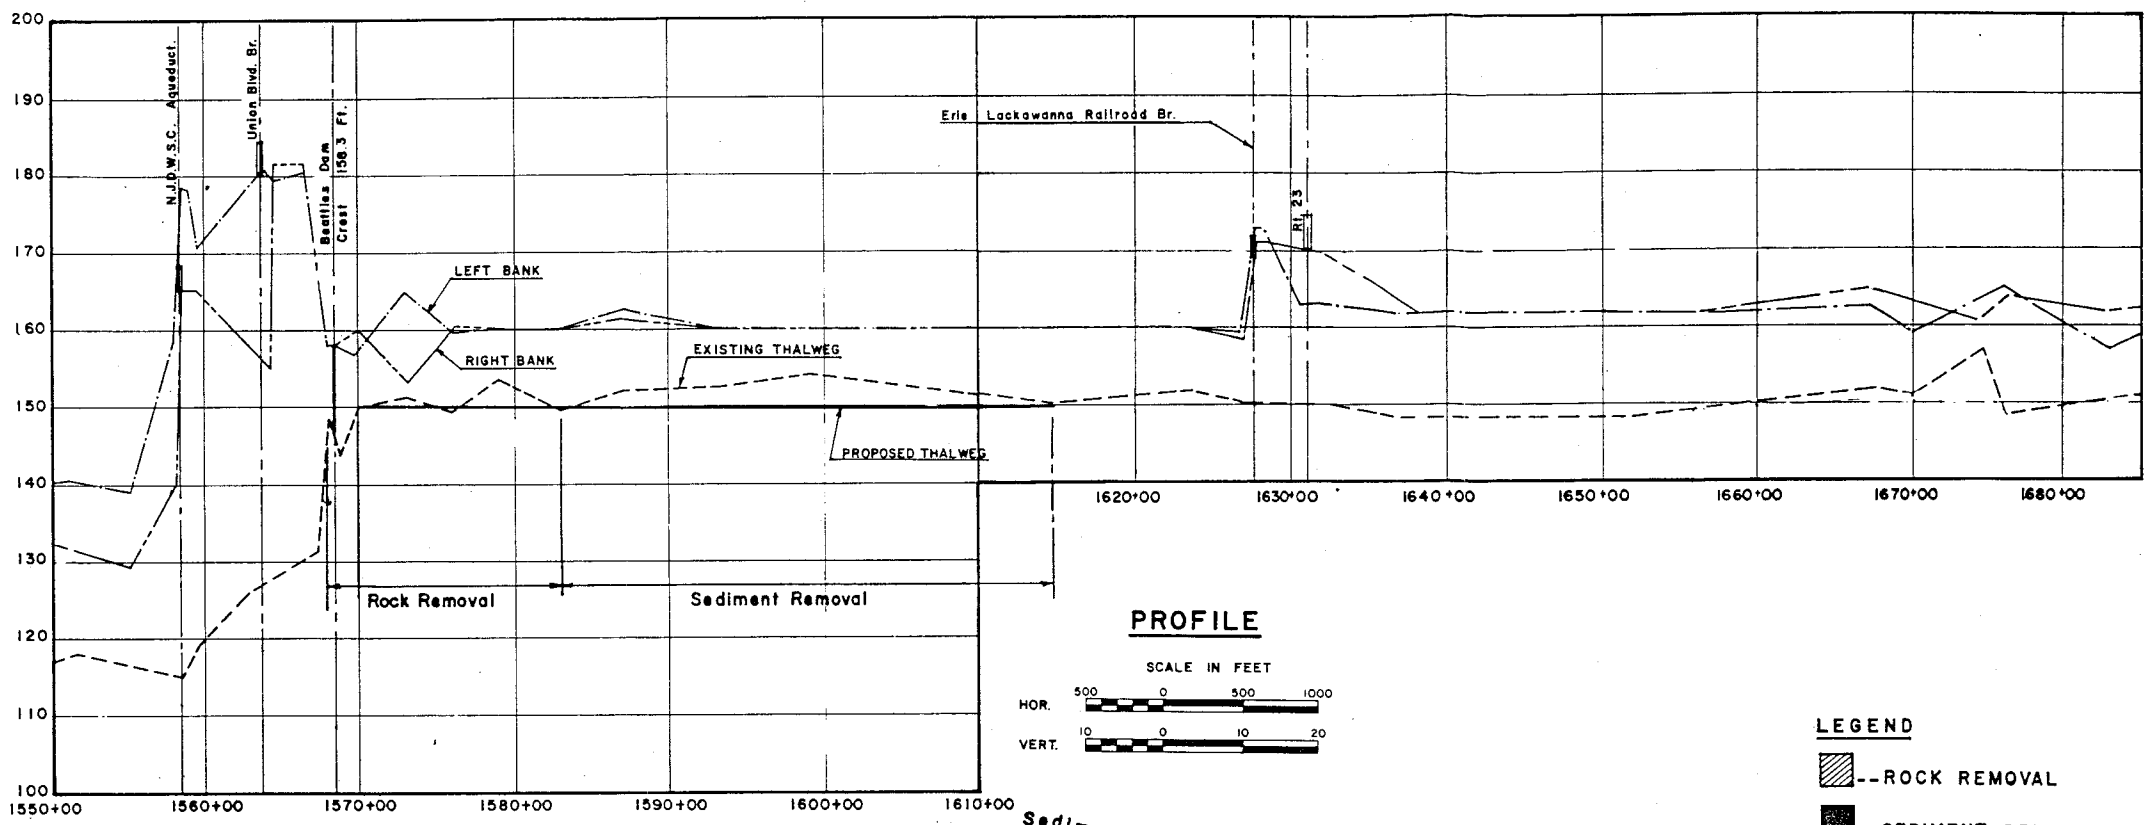 200
190
180
170
160
150
140
130
120
110
100
N.J.D.W.S.C. Aqueduct.
Union Blvd. Br.
Beatties Dam
Crest 158.3 Ft.
Erie Lackawanna Railroad Br.
Rt. 23
LEFT BANK
RIGHT BANK
EXISTING THALWEG
PROPOSED THALWEG
Rock Removal
Sediment Removal
1620+00 1630+00 1640+00 1650+00 1660+00 1670+00 1680+00
1550+00 1560+00 1570+00 1580+00 1590+00 1600+00 1610+00
PROFILE
SCALE IN FEET
HOR. 500 0 500 1000
VERT. 10 0 10 20
LEGEND
--ROCK REMOVAL